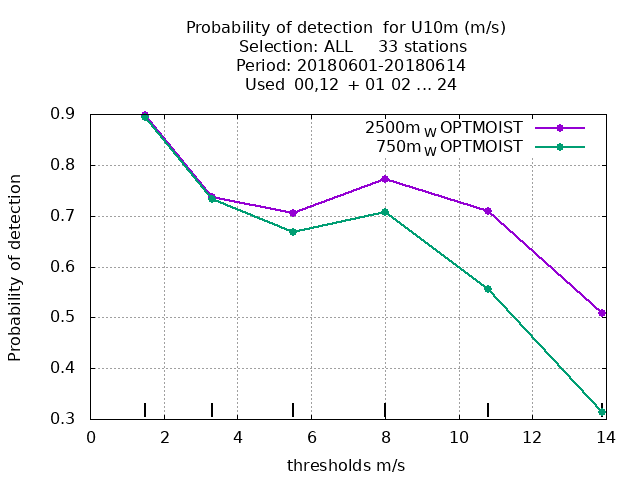 Probability of detection for U10m (m/s)
Selection: ALL 33 stations
Period: 20180601-20180614
Used 00,12 + 01 02 ... 24
2500m W OPTMOIST
750m W OPTMOIST
Probability of detection
0.9
0.8
0.7
0.6
0.5
0.4
0.3
0 2 4 6 8 10 12 14
thresholds m/s